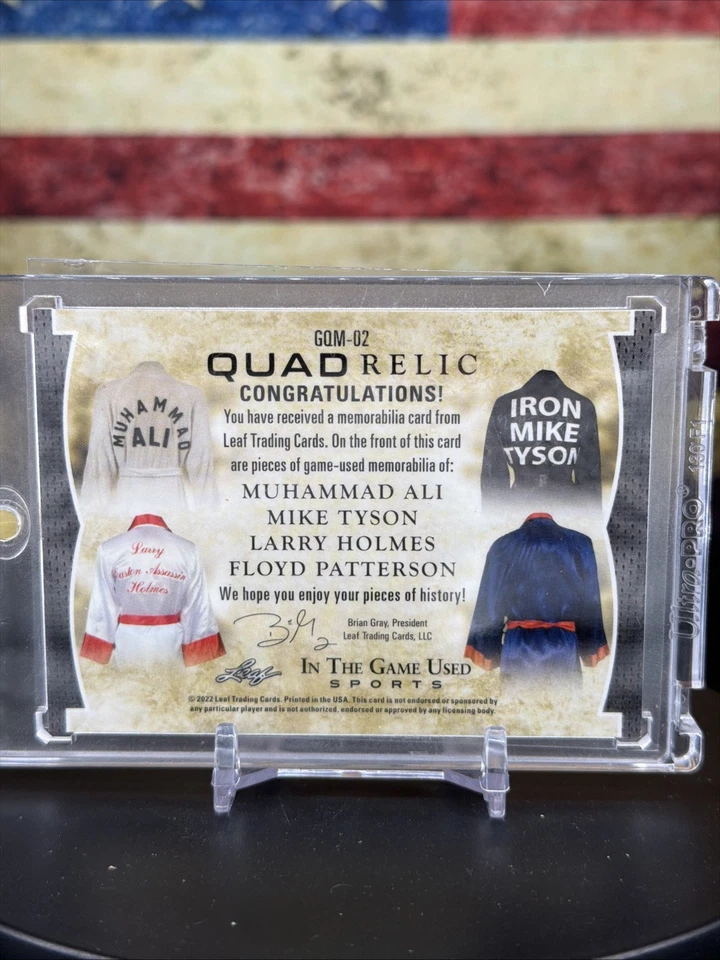 GQM-02
QUAD RELIC
CONGRATULATIONS!
You have received a memorabilia card from
Leaf Trading Cards. On the front of this card
are pieces of game-used memorabilia of:
MUHAMMAD ALI
MIKE TYSON
LARRY HOLMES
FLOYD PATTERSON
We hope you enjoy your pieces of history!
Brian Gray, President
Leaf Trading Cards, LLC
Leaf
IN THE GAME USED
SPORTS
© 2022 Leaf Trading Cards. Printed in the USA. This card is not endorsed or sponsored by
any particular player and is not authorized, endorsed or approved by any licensing body.
MUHAMMAD
ALI
IRON
MIKE
TYSON
Larry
Easton Assassin
Holmes
Ultra·PRO®